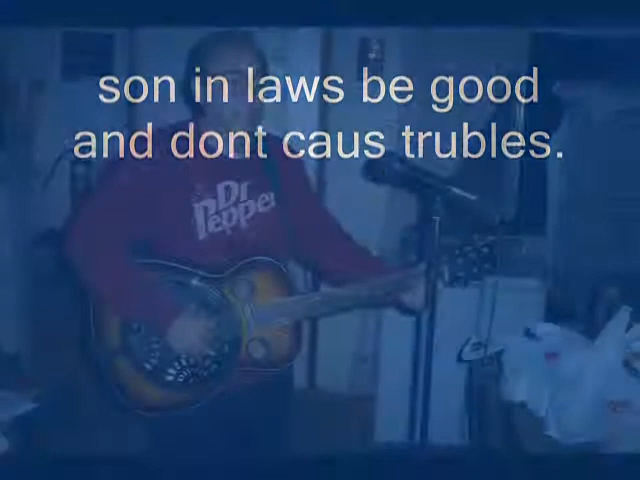 son in laws be good
and dont caus trubles.
Dr
Pepper